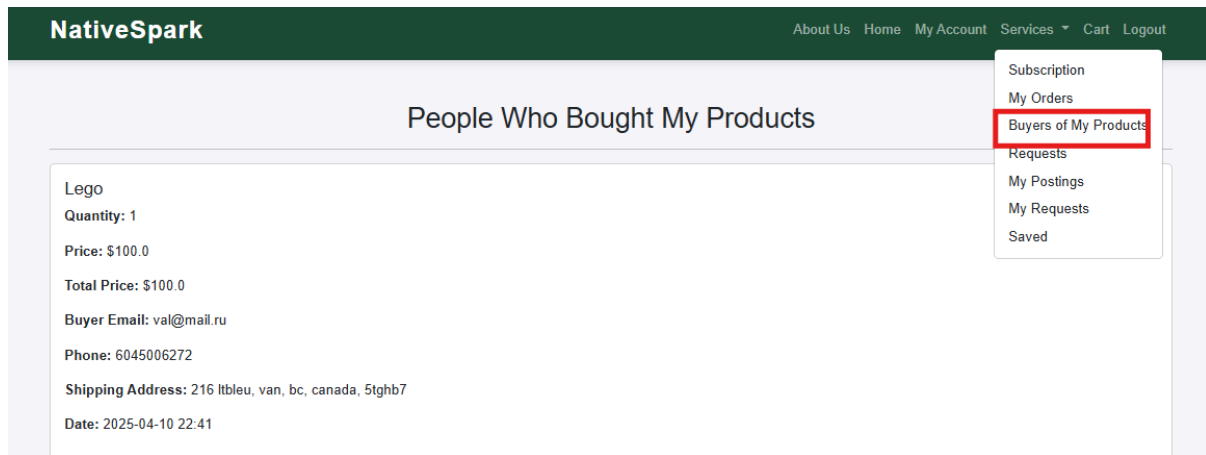 NativeSpark
About Us Home My Account Services Cart Logout
Subscription
My Orders
Buyers of My Products
Requests
My Postings
My Requests
Saved
People Who Bought My Products
Lego
Quantity: 1
Price: $100.0
Total Price: $100.0
Buyer Email: val@mail.ru
Phone: 6045006272
Shipping Address: 216 ltbleu, van, bc, canada, 5tghb7
Date: 2025-04-10 22:41